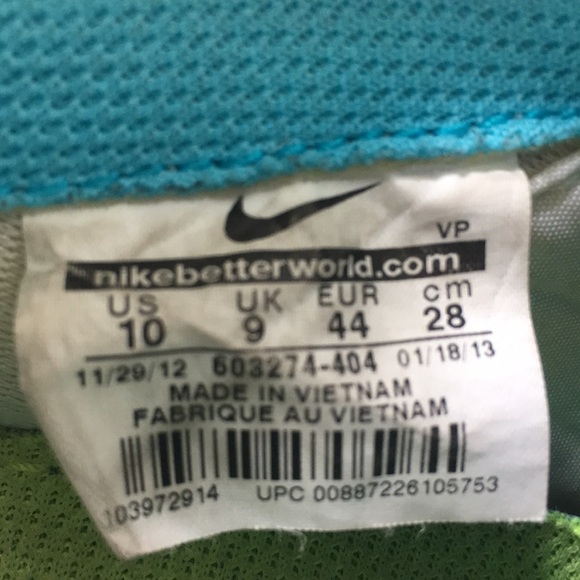 VP
nikebetterworld.com
US UK EUR cm
10 9 44 28
11/29/12 603274-404 01/18/13
MADE IN VIETNAM
FABRIQUE AU VIETNAM
103972914 UPC 00887226105753